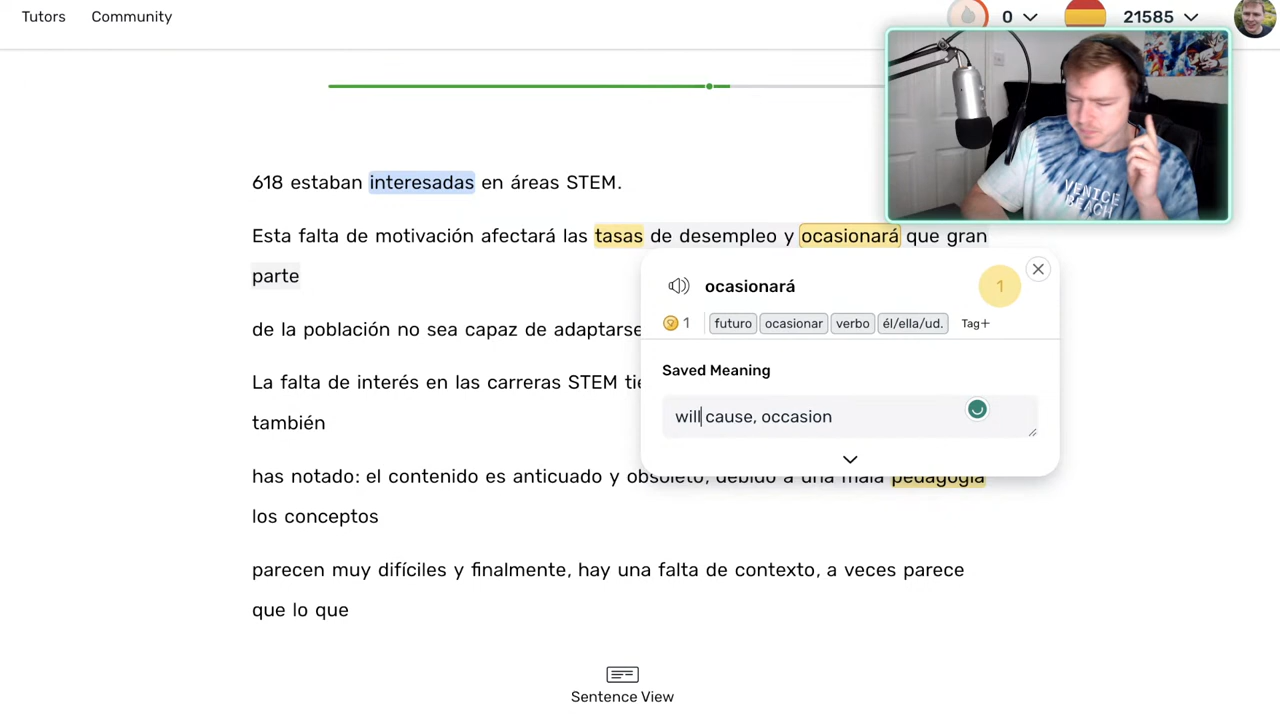 Tutors Community 0 21585
618 estaban interesadas en áreas STEM.
Esta falta de motivación afectará las tasas de desempleo y ocasionará que gran
parte
ocasionará 1
1 futuro ocasionar verbo él/ella/ud. Tag+
de la población no sea capaz de adaptarse
Saved Meaning
La falta de interés en las carreras STEM
will cause, occasion
también
has notado: el contenido es anticuado y obsoleto, debido a una mala pedagogía
los conceptos
parecen muy difíciles y finalmente, hay una falta de contexto, a veces parece
que lo que
Sentence View
VENICE
BEACH